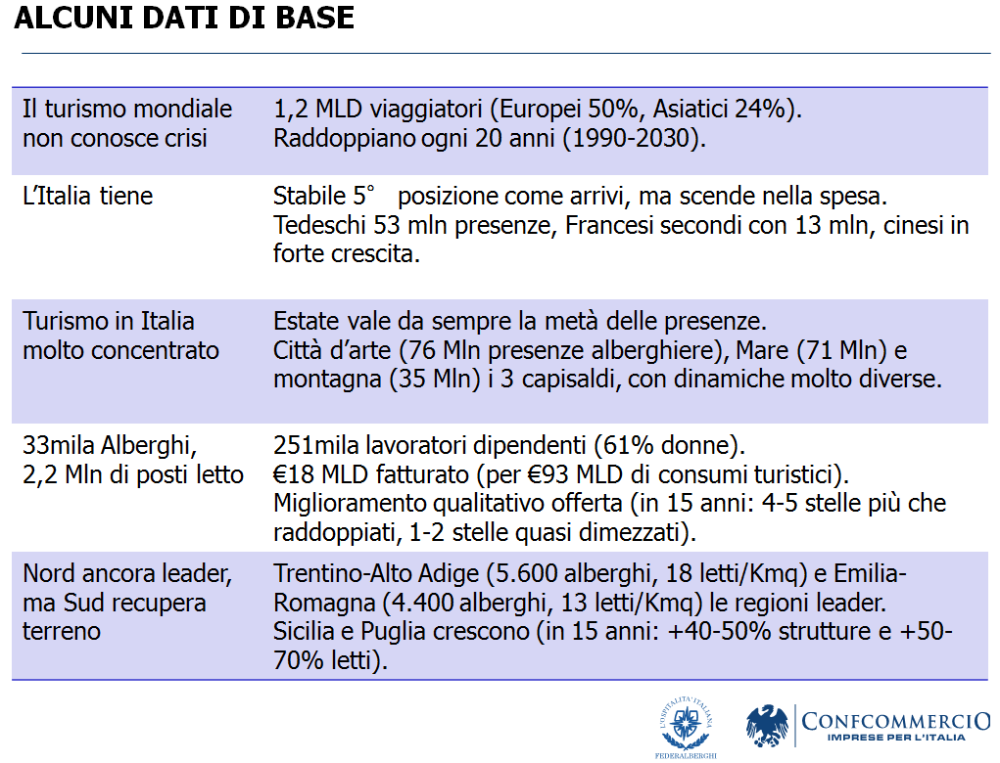 ALCUNI DATI DI BASE
Il turismo mondiale
non conosce crisi
1,2 MLD viaggiatori (Europei 50%, Asiatici 24%).
Raddoppiano ogni 20 anni (1990-2030).
L’Italia tiene
Stabile 5° posizione come arrivi, ma scende nella spesa.
Tedeschi 53 mln presenze, Francesi secondi con 13 mln, cinesi in
forte crescita.
Turismo in Italia
molto concentrato
Estate vale da sempre la metà delle presenze.
Città d’arte (76 Mln presenze alberghiere), Mare (71 Mln) e
montagna (35 Mln) i 3 capisaldi, con dinamiche molto diverse.
33mila Alberghi,
2,2 Mln di posti letto
251mila lavoratori dipendenti (61% donne).
€18 MLD fatturato (per €93 MLD di consumi turistici).
Miglioramento qualitativo offerta (in 15 anni: 4-5 stelle più che
raddoppiati, 1-2 stelle quasi dimezzati).
Nord ancora leader,
ma Sud recupera
terreno
Trentino-Alto Adige (5.600 alberghi, 18 letti/Kmq) e Emilia-
Romagna (4.400 alberghi, 13 letti/Kmq) le regioni leader.
Sicilia e Puglia crescono (in 15 anni: +40-50% strutture e +50-
70% letti).
L'OSPITALITA' ITALIANA
FEDERALBERGHI
CONFCOMMERCIO
IMPRESE PER L'ITALIA